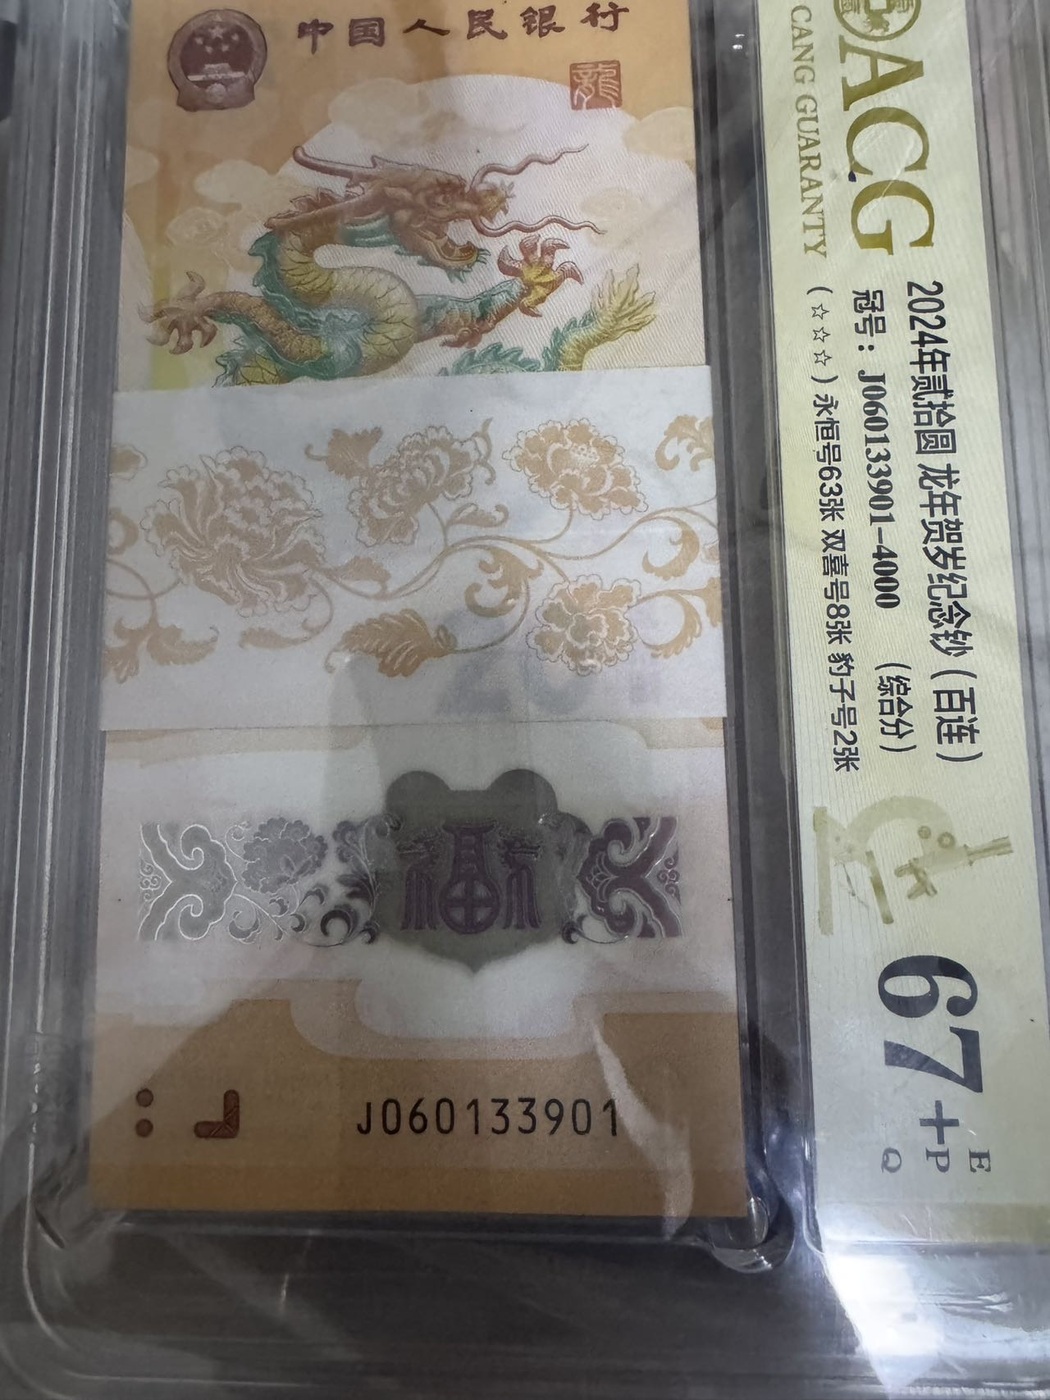 中国人民银行
龍
福
J060133901
ACG
CANG GUARANTY
2024年贰拾圆 龙年贺岁纪念钞（百连）
冠号：J060133901-4000 （综合分）
（☆☆☆）永恒号63张 双喜号8张 豹子号2张
67+
E
P
Q